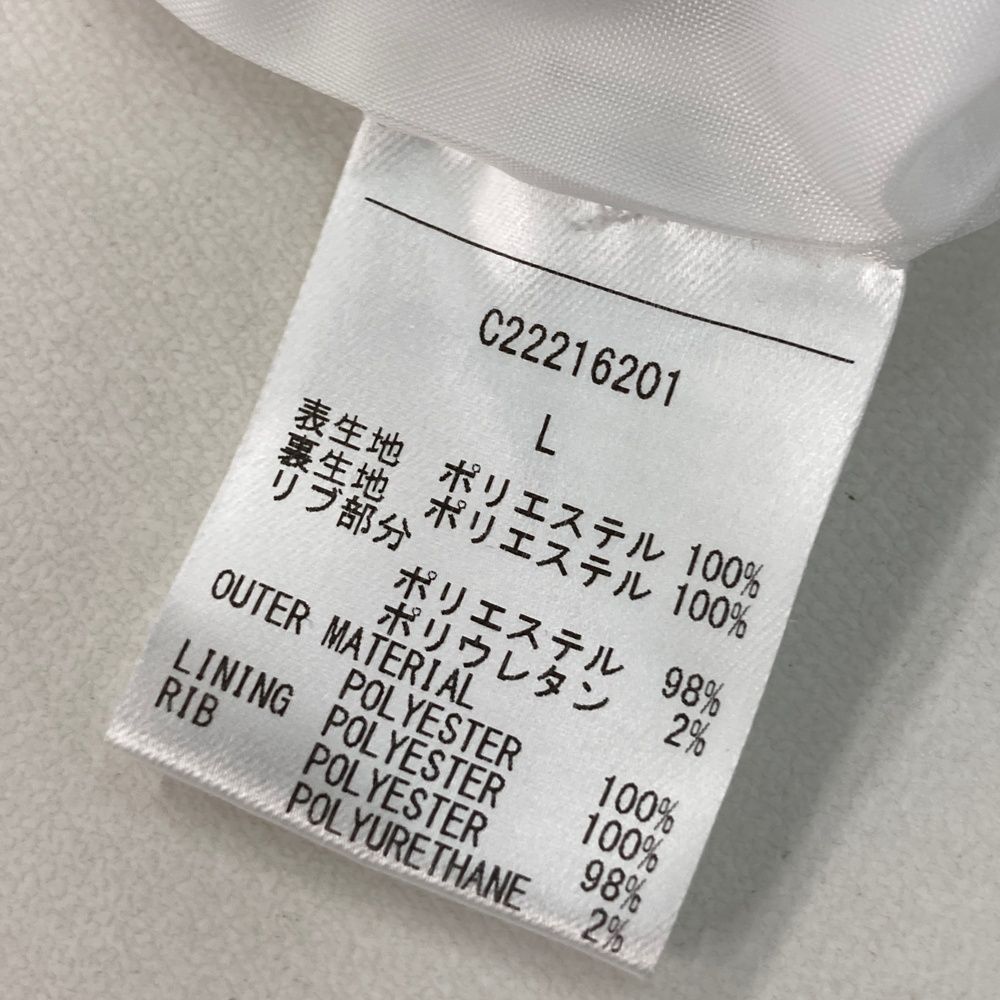 C22216201
L
表生地 ポリエステル 100%
裏生地 ポリエステル 100%
リブ部分
ポリエステル 98%
ポリウレタン 2%
OUTER MATERIAL
POLYESTER 100%
LINING POLYESTER 100%
RIB POLYESTER 98%
POLYURETHANE 2%